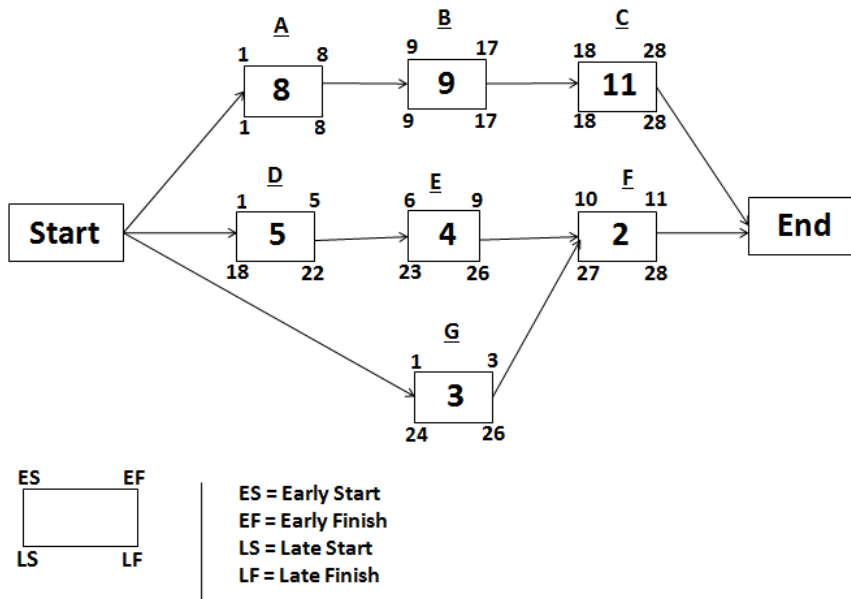 A B C
1 8 9 17 18 28
8 9 11
1 8 9 17 18 28
D E F
1 5 6 9 10 11
Start 5 4 2 End
18 22 23 26 27 28
G
1 3
3
24 26
ES EF
LS LF
ES = Early Start
EF = Early Finish
LS = Late Start
LF = Late Finish